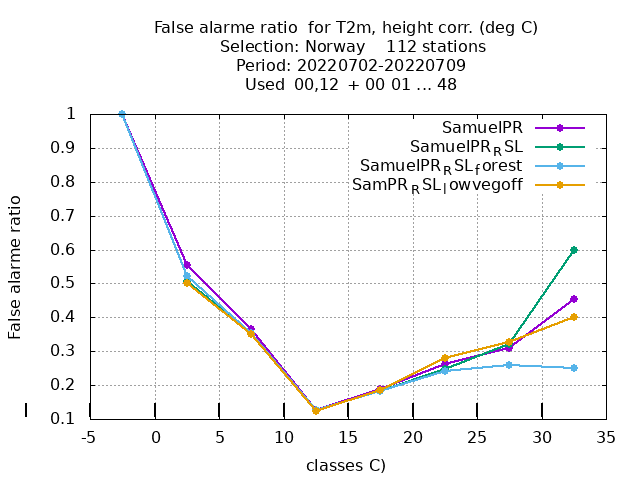 False alarme ratio  for T2m, height corr. (deg C)
Selection: Norway    112 stations
Period: 20220702-20220709
Used  00,12  + 00 01 ... 48
SamuelPR
SamuelPR_RSL
SamuelPR_RSL_forest
SamPR_RSL_lowvegoff
False alarme ratio
1
0.9
0.8
0.7
0.6
0.5
0.4
0.3
0.2
0.1
-5 0 5 10 15 20 25 30 35
classes C)